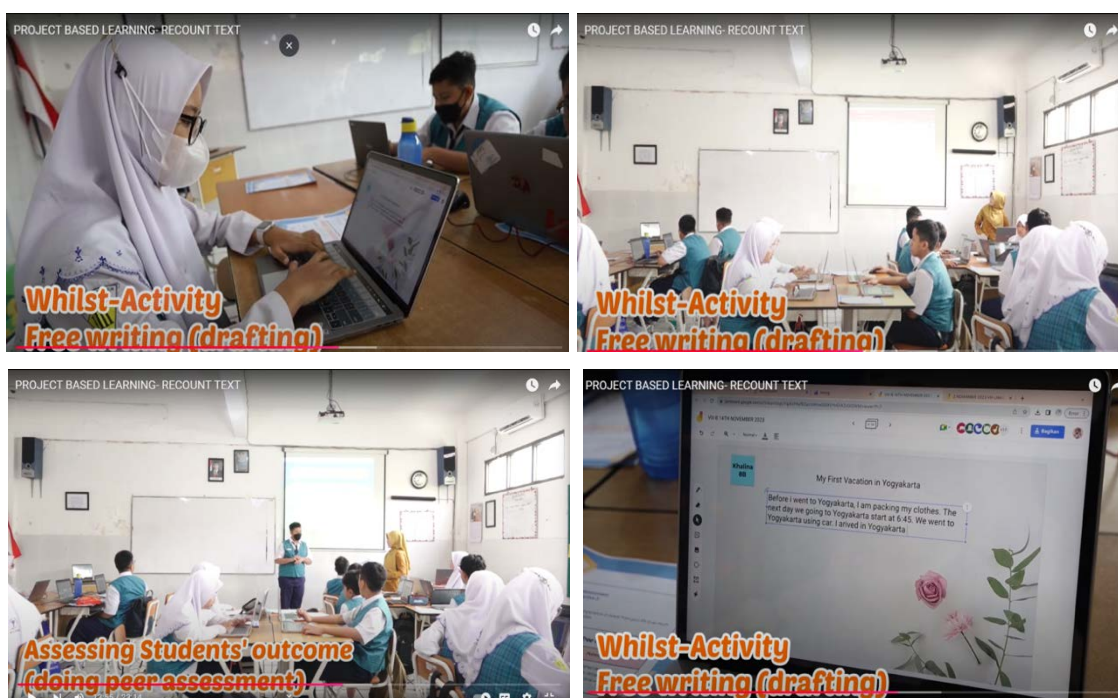 PROJECT BASED LEARNING- RECOUNT TEXT
Whilst-Activity
Free writing (drafting)
PROJECT BASED LEARNING- RECOUNT TEXT
Whilst-Activity
Free writing (drafting)
PROJECT BASED LEARNING- RECOUNT TEXT
Assessing Students' outcome
(doing peer assessment)
PROJECT BASED LEARNING- RECOUNT TEXT
Khalina
8B
My First Vacation in Yogyakarta
Before i went to Yogyakarta, I am packing my clothes. The
next day we going to Yogyakarta start at 6:45. We went to
Yogyakarta using car. I arived in Yogyakarta
Whilst-Activity
Free writing (drafting)